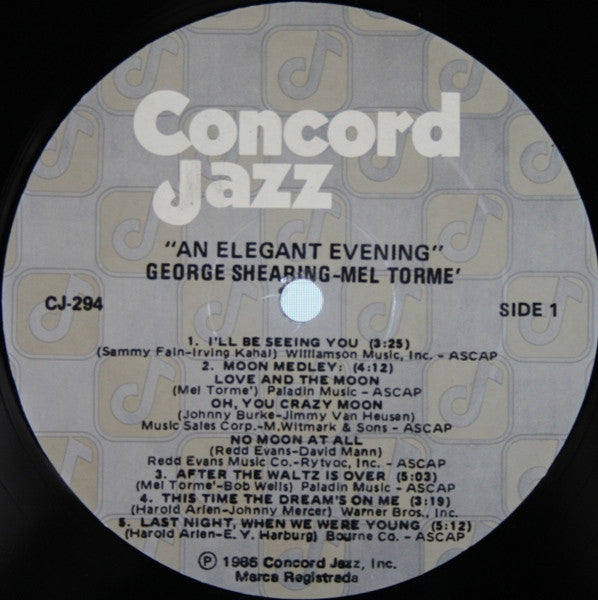 Concord
Jazz
"AN ELEGANT EVENING"
GEORGE SHEARING-MEL TORME'
CJ-294
SIDE 1
1. I'LL BE SEEING YOU (3:25)
(Sammy Fain-Irving Kahal) Williamson Music, Inc. - ASCAP
2. MOON MEDLEY: (4:12)
LOVE AND THE MOON
(Mel Torme') Paladin Music - ASCAP
OH, YOU CRAZY MOON
(Johnny Burke-Jimmy Van Heusen)
Music Sales Corp.-M.Witmark & Sons - ASCAP
NO MOON AT ALL
(Redd Evans-David Mann)
Redd Evans Music Co.-Rytvoc, Inc. - ASCAP
3. AFTER THE WALTZ IS OVER (5:03)
(Mel Torme'-Bob Wells) Paladin Music - ASCAP
4. THIS TIME THE DREAM'S ON ME (3:19)
(Harold Arlen-Johnny Mercer) Warner Bros., Inc.
5. LAST NIGHT, WHEN WE WERE YOUNG (5:12)
(Harold Arlen-E. Y. Harburg) Bourne Co. - ASCAP
℗ 1985 Concord Jazz, Inc.
Marca Registrada